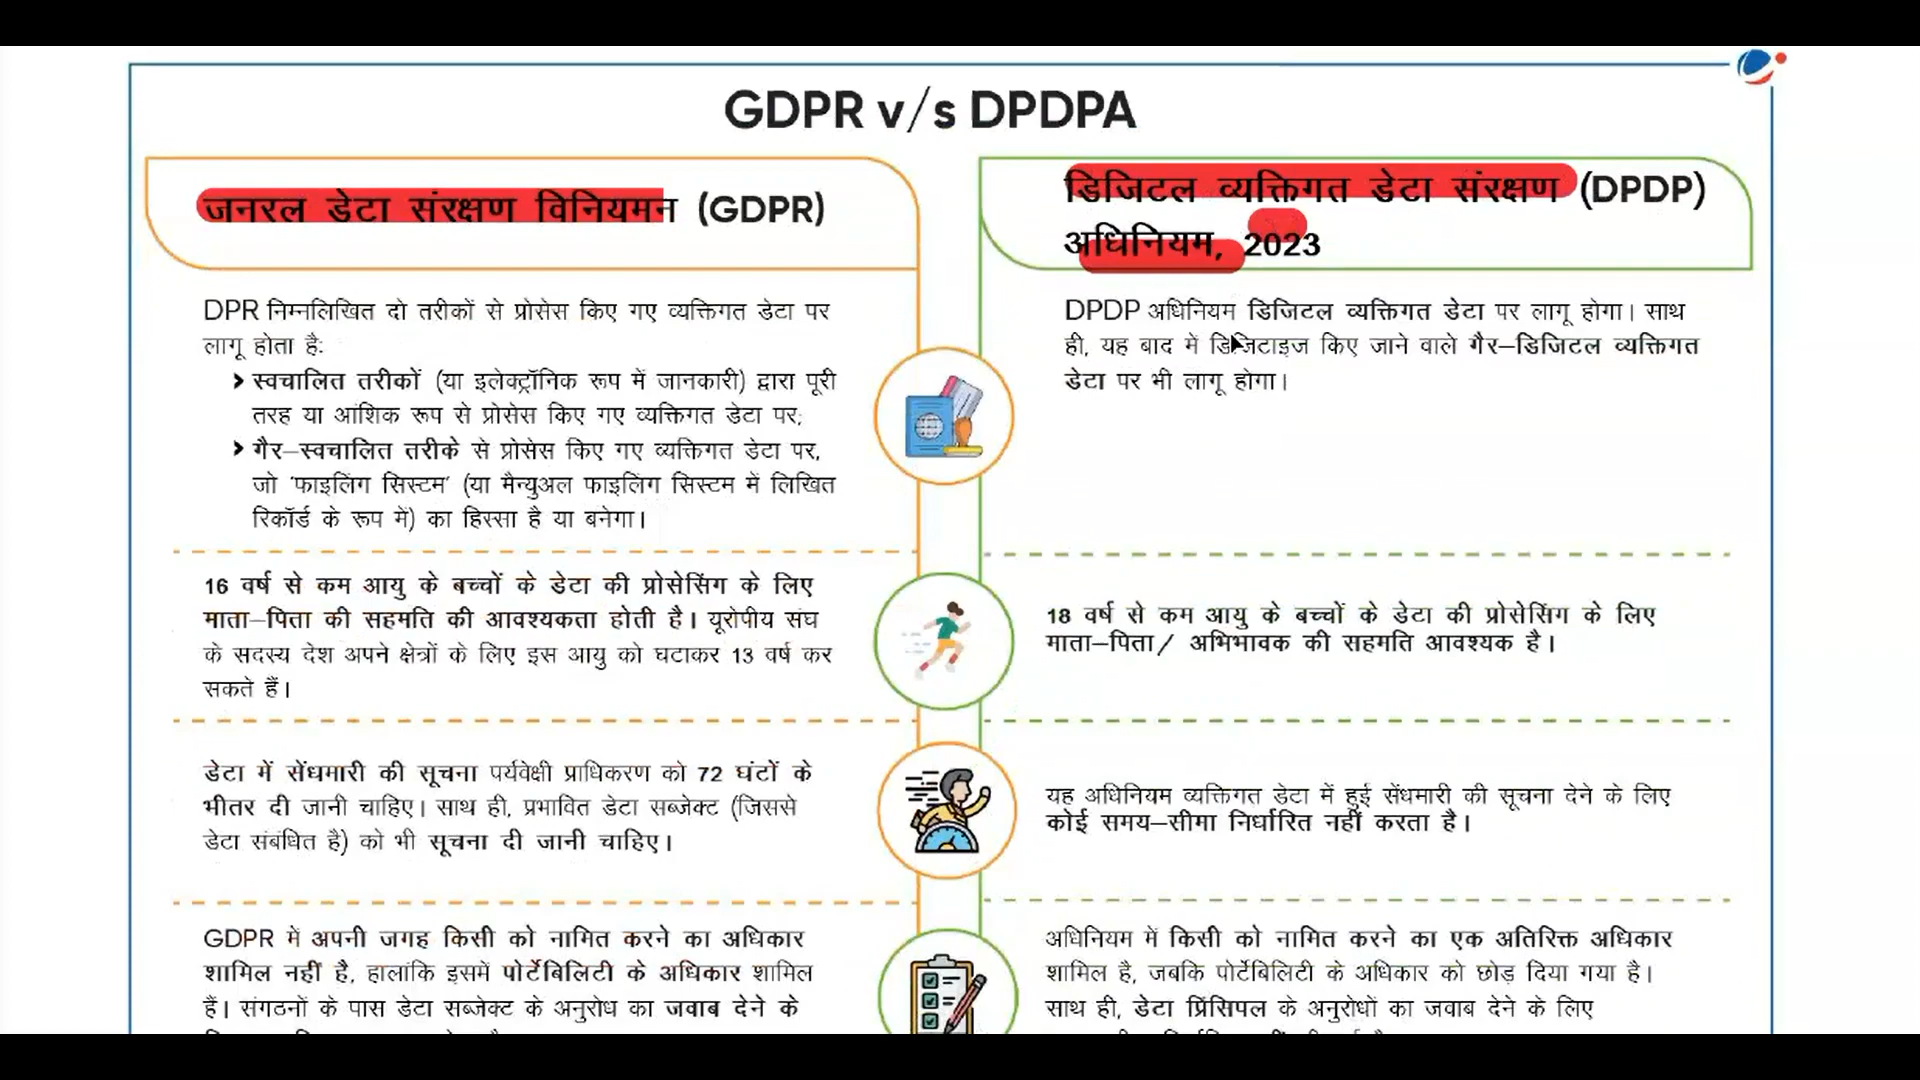 GDPR v/s DPDPA
जनरल डेटा संरक्षण विनियमन (GDPR)
DPR निम्नलिखित दो तरीकों से प्रोसेस किए गए व्यक्तिगत डेटा पर
लागू होता है:
स्वचालित तरीकों (या इलेक्ट्रॉनिक रूप में जानकारी) द्वारा पूरी
तरह या आंशिक रूप से प्रोसेस किए गए व्यक्तिगत डेटा पर;
गैर–स्वचालित तरीके से प्रोसेस किए गए व्यक्तिगत डेटा पर,
जो 'फाइलिंग सिस्टम' (या मैन्युअल फाइलिंग सिस्टम में लिखित
रिकॉर्ड के रूप में) का हिस्सा है या बनेगा।
16 वर्ष से कम आयु के बच्चों के डेटा की प्रोसेसिंग के लिए
माता–पिता की सहमति की आवश्यकता होती है। यूरोपीय संघ
के सदस्य देश अपने क्षेत्रों के लिए इस आयु को घटाकर 13 वर्ष कर
सकते हैं।
डेटा में सेंधमारी की सूचना पर्यवेक्षी प्राधिकरण को 72 घंटों के
भीतर दी जानी चाहिए। साथ ही, प्रभावित डेटा सब्जेक्ट (जिससे
डेटा संबंधित है) को भी सूचना दी जानी चाहिए।
GDPR में अपनी जगह किसी को नामित करने का अधिकार
शामिल नहीं है, हालांकि इसमें पोर्टेबिलिटी के अधिकार शामिल
हैं। संगठनों के पास डेटा सब्जेक्ट के अनुरोध का जवाब देने के
डिजिटल व्यक्तिगत डेटा संरक्षण (DPDP)
अधिनियम, 2023
DPDP अधिनियम डिजिटल व्यक्तिगत डेटा पर लागू होगा। साथ
ही, यह बाद में डिजिटाइज किए जाने वाले गैर–डिजिटल व्यक्तिगत
डेटा पर भी लागू होगा।
18 वर्ष से कम आयु के बच्चों के डेटा की प्रोसेसिंग के लिए
माता–पिता/ अभिभावक की सहमति आवश्यक है।
यह अधिनियम व्यक्तिगत डेटा में हुई सेंधमारी की सूचना देने के लिए
कोई समय–सीमा निर्धारित नहीं करता है।
अधिनियम में किसी को नामित करने का एक अतिरिक्त अधिकार
शामिल है, जबकि पोर्टेबिलिटी के अधिकार को छोड़ दिया गया है।
साथ ही, डेटा प्रिंसिपल के अनुरोधों का जवाब देने के लिए